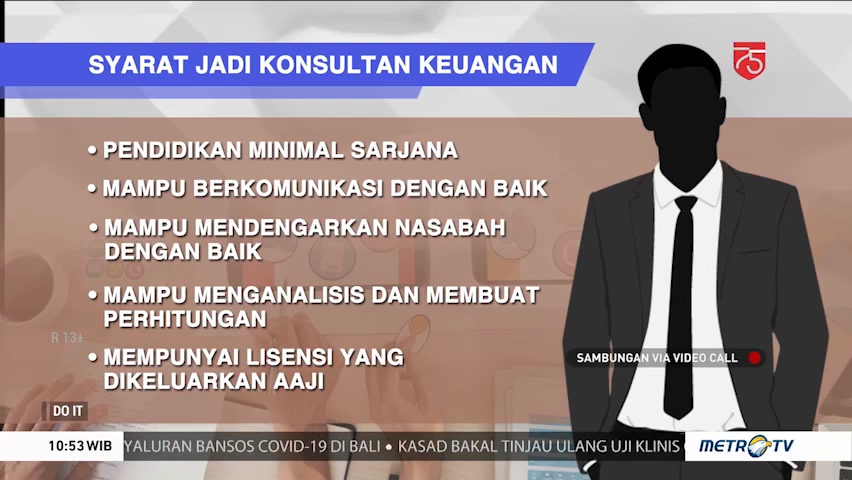 SYARAT JADI KONSULTAN KEUANGAN
75
• PENDIDIKAN MINIMAL SARJANA
• MAMPU BERKOMUNIKASI DENGAN BAIK
• MAMPU MENDENGARKAN NASABAH
DENGAN BAIK
• MAMPU MENGANALISIS DAN MEMBUAT
PERHITUNGAN
R 13+
• MEMPUNYAI LISENSI YANG
DIKELUARKAN AAJI
SAMBUNGAN VIA VIDEO CALL
DO IT
10:53 WIB
YALURAN BANSOS COVID-19 DI BALI • KASAD BAKAL TINJAU ULANG UJI KLINIS
METRO TV